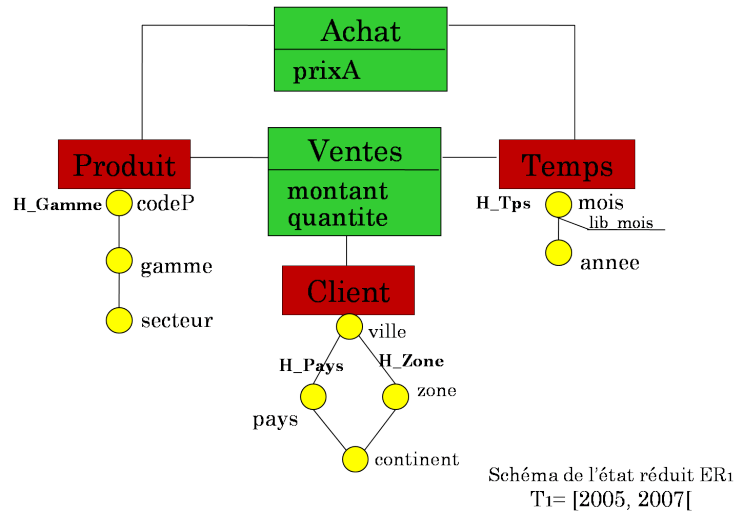 Achat
prixA
Produit
Ventes
Temps
montant
quantite
H_Gamme
codeP
H_Tps
mois
lib_mois
gamme
annee
secteur
Client
ville
H_Pays
H_Zone
pays
zone
continent
Schéma de l'état réduit ER1
T1= [2005, 2007[